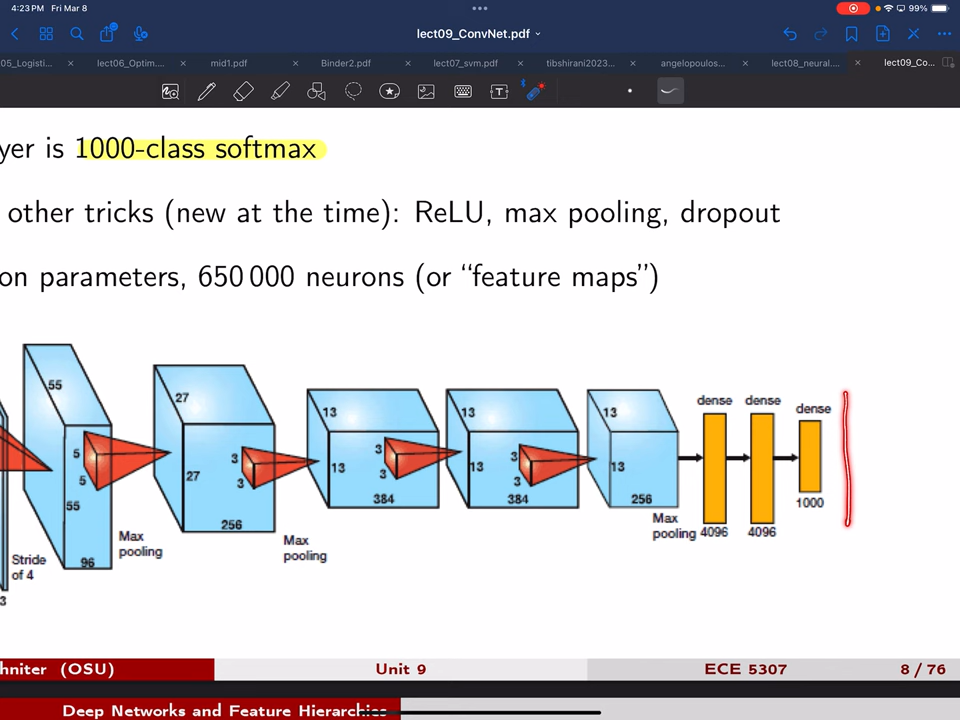 4:23 PM Fri Mar 8
99%
lect09_ConvNet.pdf
05_Logisti...
lect06_Optim....
mid1.pdf
Binder2.pdf
lect07_svm.pdf
tibshirani2023...
angelopoulos...
lect08_neural....
lect09_Co...
yer is 1000-class softmax
other tricks (new at the time): ReLU, max pooling, dropout
on parameters, 650 000 neurons (or “feature maps”)
55
5
5
55
96
Stride
of 4
3
Max
pooling
27
27
256
3
3
Max
pooling
13
13
384
3
3
13
13
384
3
3
13
13
256
Max
pooling
dense
4096
dense
4096
dense
1000
hniter (OSU)
Unit 9
ECE 5307
8 / 76
Deep Networks and Feature Hierarchies